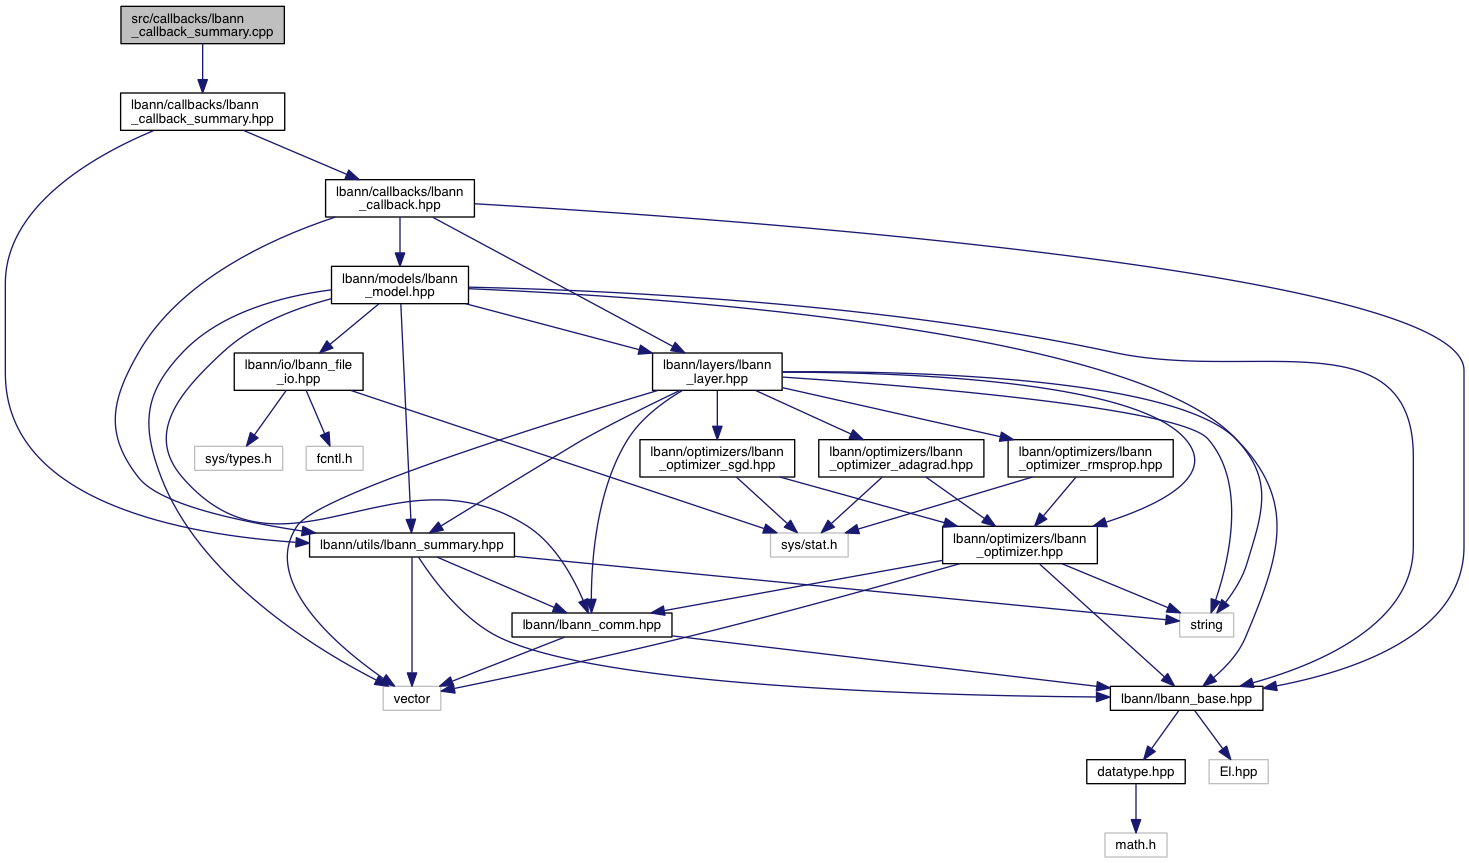 src/callbacks/lbann
_callback_summary.cpp
lbann/callbacks/lbann
_callback_summary.hpp
lbann/callbacks/lbann
_callback.hpp
lbann/models/lbann
_model.hpp
lbann/io/lbann_file
_io.hpp
lbann/layers/lbann
_layer.hpp
sys/types.h
fcntl.h
lbann/optimizers/lbann
_optimizer_sgd.hpp
lbann/optimizers/lbann
_optimizer_adagrad.hpp
lbann/optimizers/lbann
_optimizer_rmsprop.hpp
lbann/utils/lbann_summary.hpp
sys/stat.h
lbann/optimizers/lbann
_optimizer.hpp
lbann/lbann_comm.hpp
string
vector
lbann/lbann_base.hpp
datatype.hpp
El.hpp
math.h